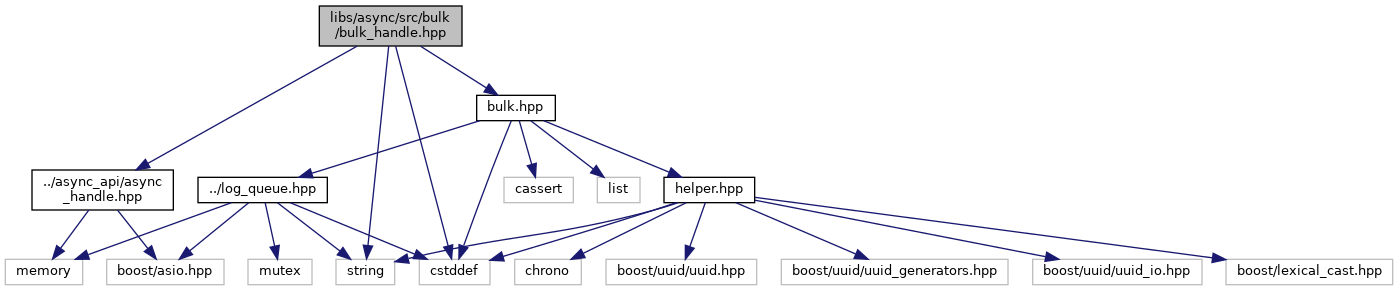 libs/async/src/bulk
/bulk_handle.hpp
bulk.hpp
../async_api/async
_handle.hpp
../log_queue.hpp
cassert
list
helper.hpp
memory
boost/asio.hpp
mutex
string
cstddef
chrono
boost/uuid/uuid.hpp
boost/uuid/uuid_generators.hpp
boost/uuid/uuid_io.hpp
boost/lexical_cast.hpp